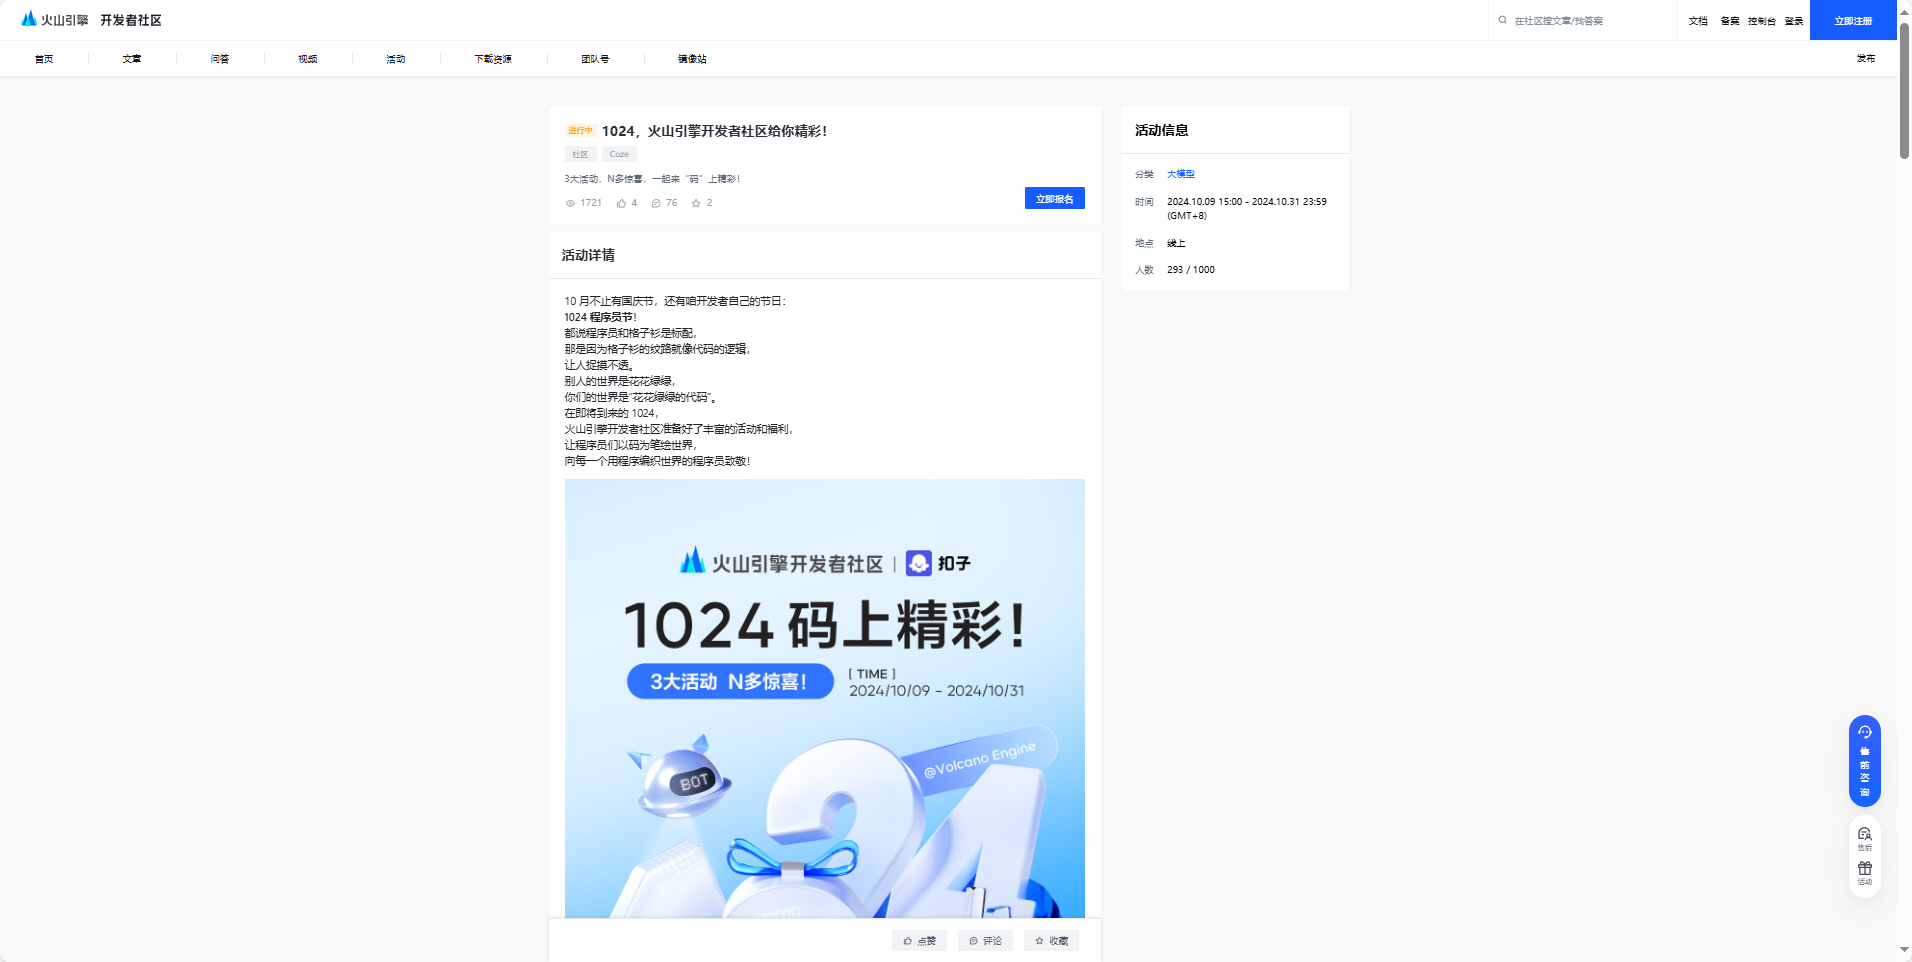 火山引擎 开发者社区
在社区搜文章/找答案
文档 备案 控制台 登录 立即注册
首页 文章 问答 视频 活动 下载资源 团队号 镜像站 发布
进行中 1024，火山引擎开发者社区给你精彩！
社区 Coze
3大活动，N多惊喜，一起来“码”上精彩！
1721 4 76 2
立即报名
活动详情
10 月不止有国庆节，还有咱开发者自己的节日：
1024 程序员节！
都说程序员和格子衫是标配，
那是因为格子衫的纹路就像代码的逻辑，
让人捉摸不透。
别人的世界是花花绿绿，
你们的世界是“花花绿绿的代码”。
在即将到来的 1024，
火山引擎开发者社区准备好了丰富的活动和福利，
让程序员们以码为笔绘世界，
向每一个用程序编织世界的程序员致敬！
火山引擎开发者社区 | 扣子
1024 码上精彩！
3大活动 N多惊喜！
[ TIME ]
2024/10/09 - 2024/10/31
@Volcano Engine
BOT
点赞 评论 收藏
活动信息
分类 大模型
时间 2024.10.09 15:00 - 2024.10.31 23:59
(GMT+8)
地点 线上
人数 293 / 1000
售前咨询
售后
活动